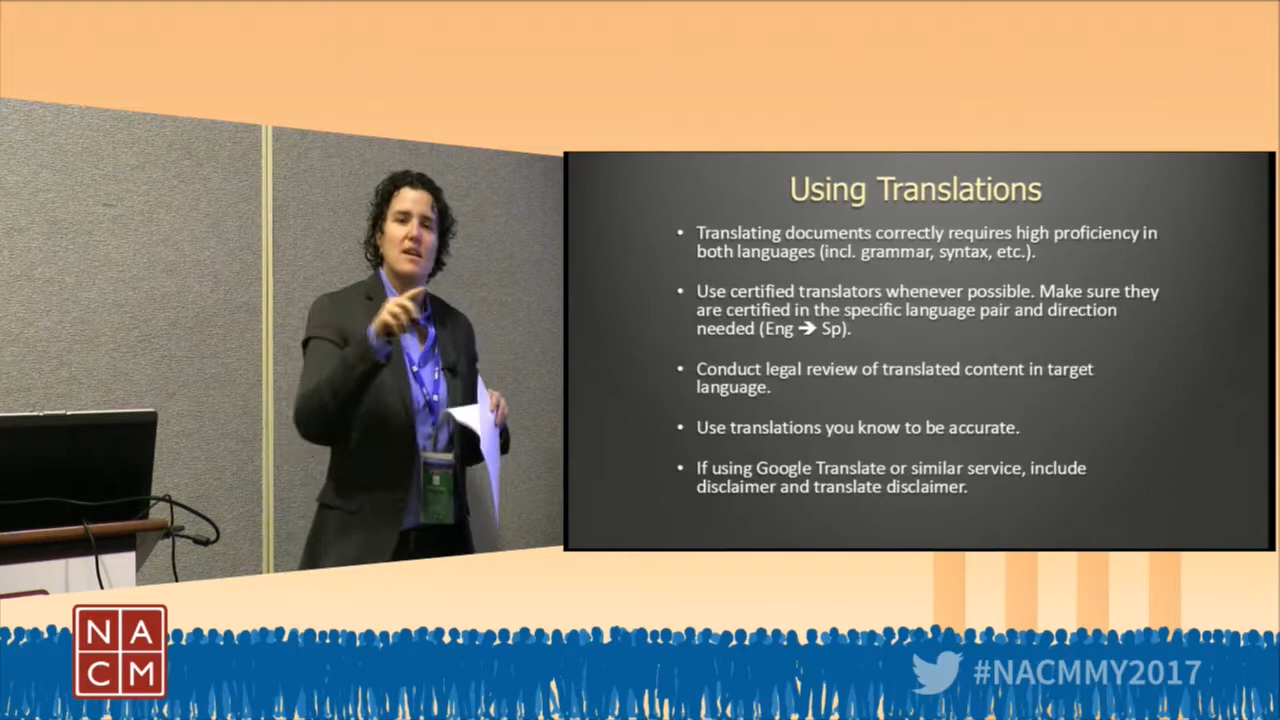 Using Translations
• Translating documents correctly requires high proficiency in
both languages (incl. grammar, syntax, etc.).
• Use certified translators whenever possible. Make sure they
are certified in the specific language pair and direction
needed (Eng ➔ Sp).
• Conduct legal review of translated content in target
language.
• Use translations you know to be accurate.
• If using Google Translate or similar service, include
disclaimer and translate disclaimer.
N A
C M
#NACMMY2017